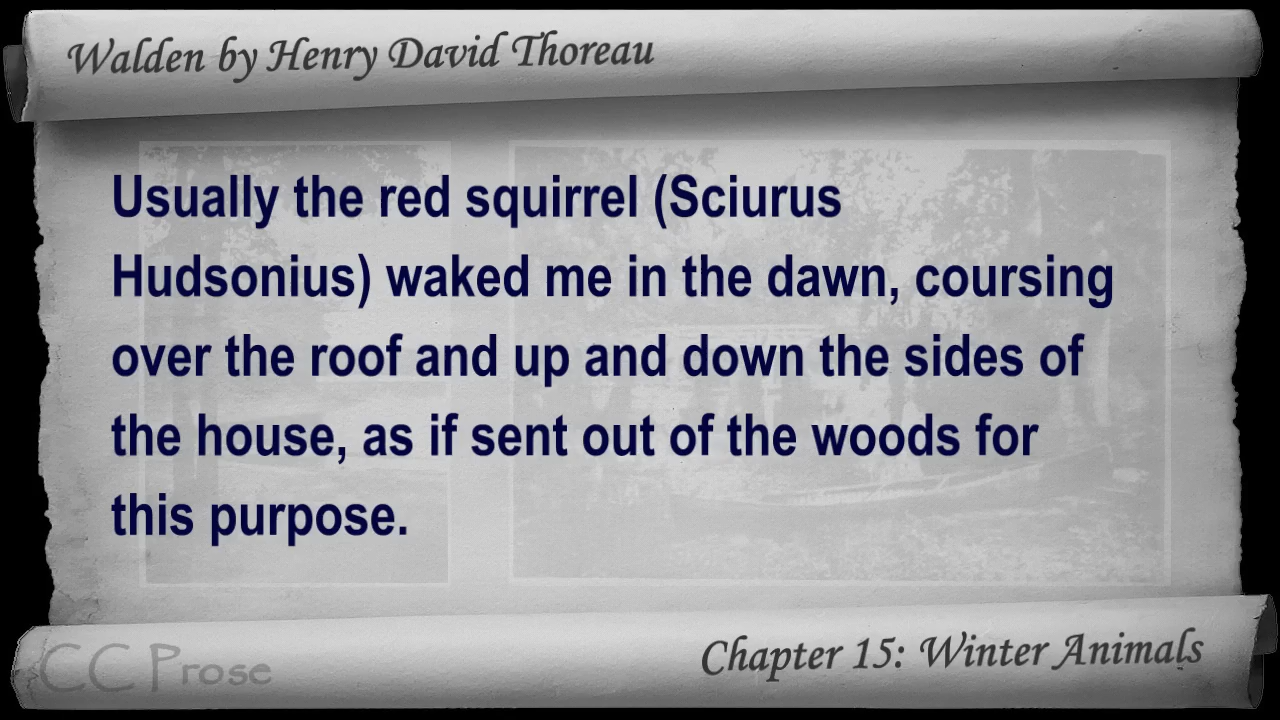 Walden by Henry David Thoreau
Usually the red squirrel (Sciurus
Hudsonius) waked me in the dawn, coursing
over the roof and up and down the sides of
the house, as if sent out of the woods for
this purpose.
CC Prose
Chapter 15: Winter Animals